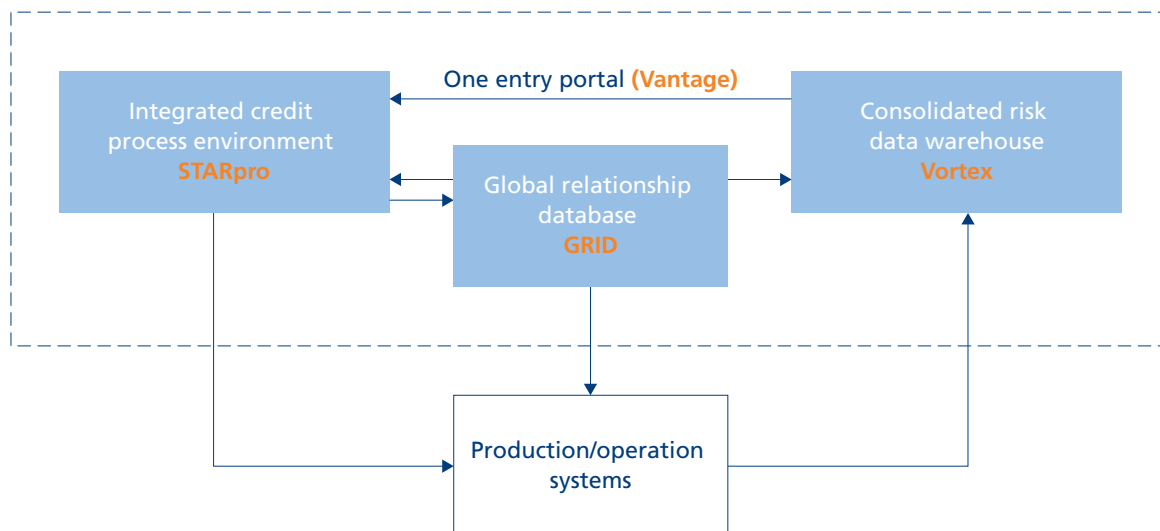 One entry portal (Vantage)
Integrated credit
process environment
STARpro
Consolidated risk
data warehouse
Vortex
Global relationship
database
GRID
Production/operation
systems